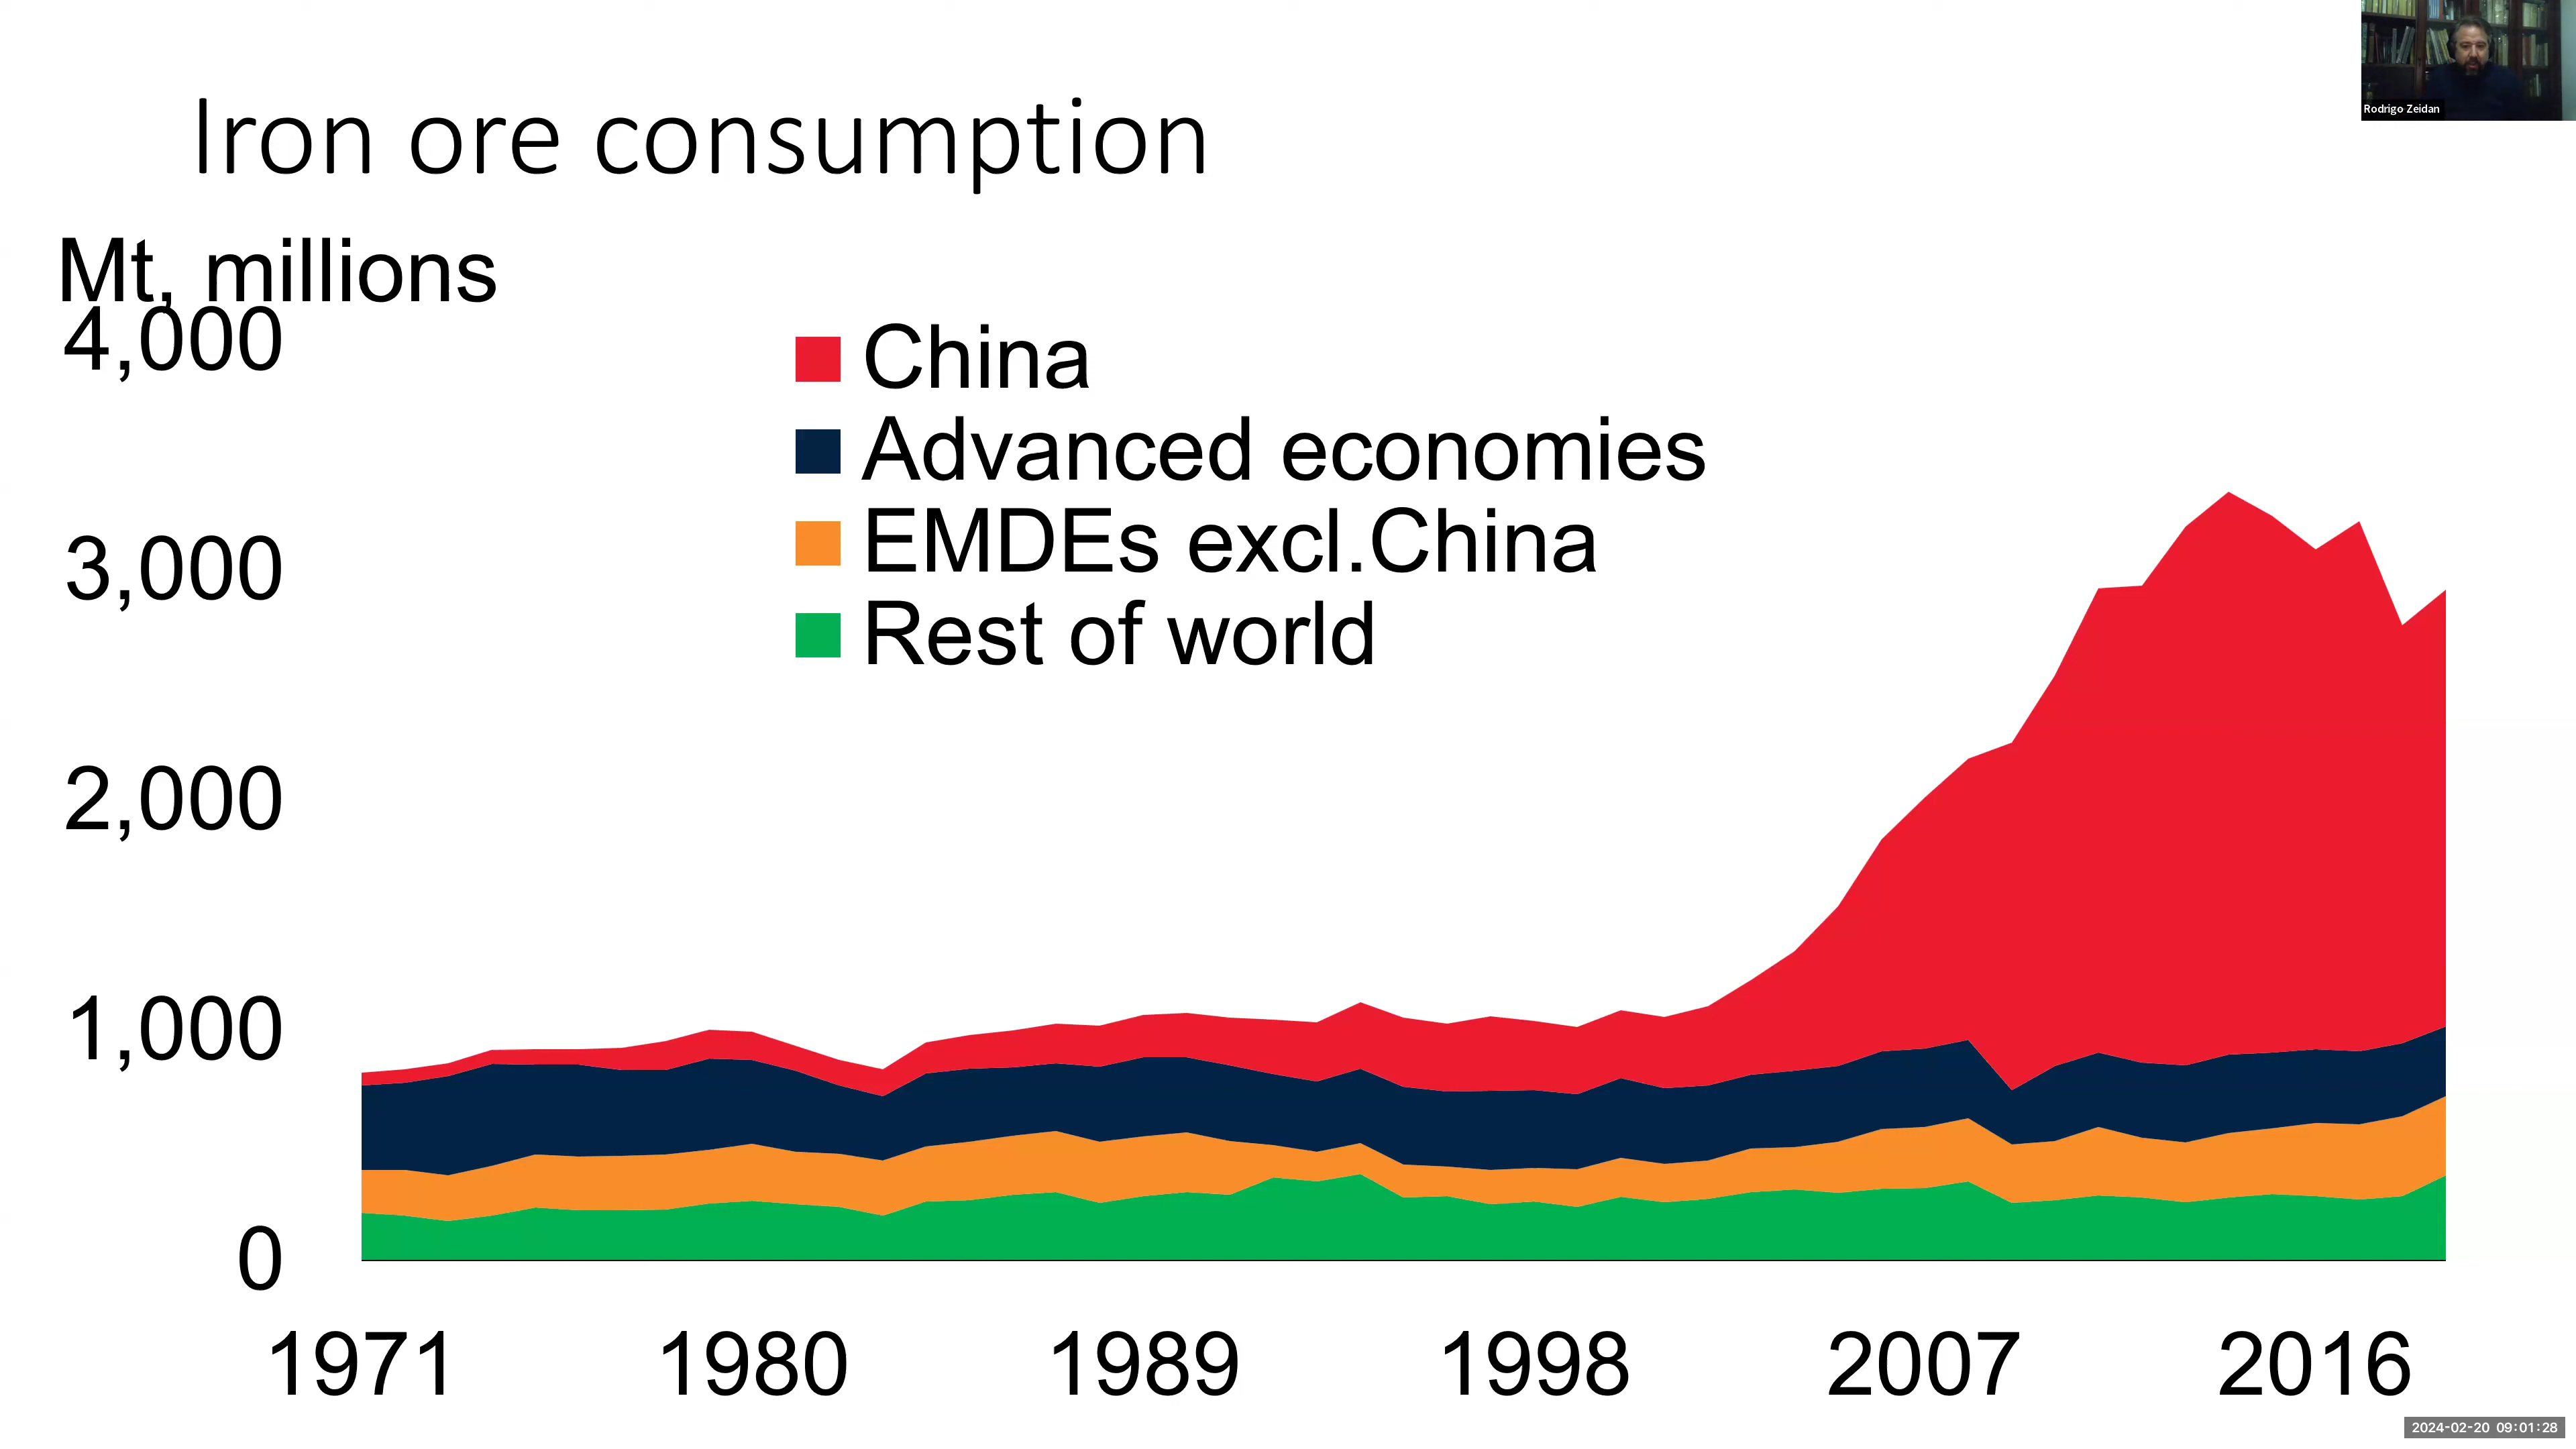 Rodrigo Zeidan
Iron ore consumption
Mt, millions
4,000
3,000
2,000
1,000
0
China
Advanced economies
EMDEs excl.China
Rest of world
1971 1980 1989 1998 2007 2016
2024-02-20 09:01:28